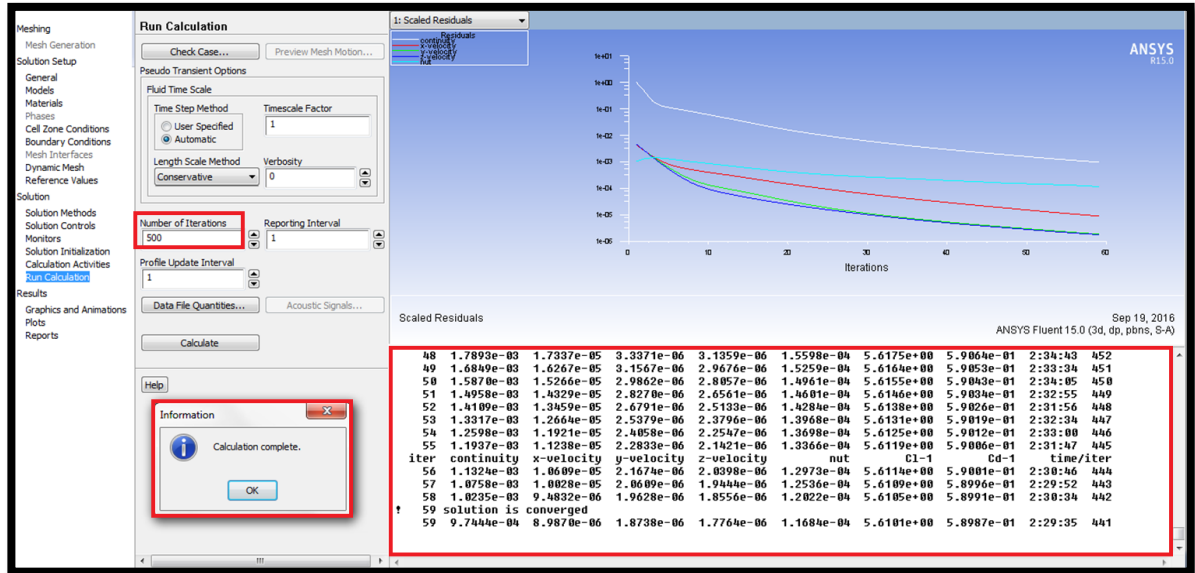 Meshing
Mesh Generation
Solution Setup
General
Models
Materials
Phases
Cell Zone Conditions
Boundary Conditions
Mesh Interfaces
Dynamic Mesh
Reference Values
Solution
Solution Methods
Solution Controls
Monitors
Solution Initialization
Calculation Activities
Run Calculation
Results
Graphics and Animations
Plots
Reports
Run Calculation
Check Case... Preview Mesh Motion...
Pseudo Transient Options
Fluid Time Scale
Time Step Method Timescale Factor
User Specified 1
Automatic
Length Scale Method Verbosity
Conservative 0
Number of Iterations Reporting Interval
500 1
Profile Update Interval
1
Data File Quantities... Acoustic Signals...
Calculate
Help
Information
Calculation complete.
OK
1: Scaled Residuals
Residuals
continuity
x-velocity
y-velocity
z-velocity
nut
ANSYS
R15.0
1e+01
1e+00
1e-01
1e-02
1e-03
1e-04
1e-05
1e-06
0 10 20 30 40 50 60
Iterations
Scaled Residuals Sep 19, 2016
ANSYS Fluent 15.0 (3d, dp, pbns, S-A)
48 1.7893e-03 1.7337e-05 3.3371e-06 3.1359e-06 1.5598e-04 5.6175e+00 5.9064e-01 2:34:43 452
49 1.6849e-03 1.6267e-05 3.1567e-06 2.9676e-06 1.5259e-04 5.6164e+00 5.9053e-01 2:33:34 451
50 1.5870e-03 1.5266e-05 2.9862e-06 2.8057e-06 1.4961e-04 5.6155e+00 5.9043e-01 2:34:05 450
51 1.4958e-03 1.4329e-05 2.8270e-06 2.6561e-06 1.4601e-04 5.6146e+00 5.9034e-01 2:32:55 449
52 1.4109e-03 1.3459e-05 2.6791e-06 2.5133e-06 1.4284e-04 5.6138e+00 5.9026e-01 2:31:56 448
53 1.3317e-03 1.2664e-05 2.5379e-06 2.3796e-06 1.3968e-04 5.6131e+00 5.9019e-01 2:32:34 447
54 1.2598e-03 1.1921e-05 2.4058e-06 2.2547e-06 1.3698e-04 5.6125e+00 5.9012e-01 2:33:00 446
55 1.1937e-03 1.1238e-05 2.2833e-06 2.1421e-06 1.3366e-04 5.6119e+00 5.9006e-01 2:31:47 445
iter continuity x-velocity y-velocity z-velocity nut Cl-1 Cd-1 time/iter
56 1.1324e-03 1.0609e-05 2.1674e-06 2.0398e-06 1.2973e-04 5.6114e+00 5.9001e-01 2:30:46 444
57 1.0758e-03 1.0028e-05 2.0609e-06 1.9444e-06 1.2536e-04 5.6109e+00 5.8996e-01 2:29:52 443
58 1.0235e-03 9.4832e-06 1.9628e-06 1.8556e-06 1.2022e-04 5.6105e+00 5.8991e-01 2:30:34 442
! 59 solution is converged
59 9.7444e-04 8.9870e-06 1.8738e-06 1.7764e-06 1.1684e-04 5.6101e+00 5.8987e-01 2:29:35 441